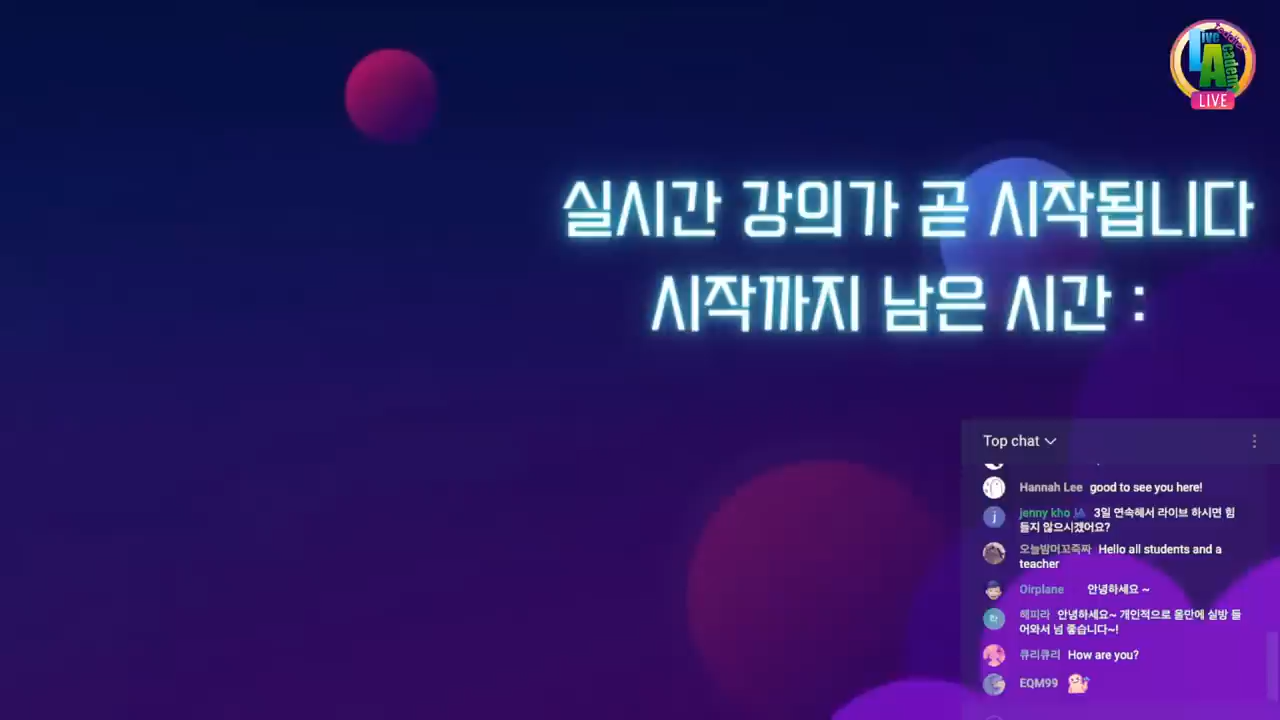 Live
Academy
LIVE
실시간 강의가 곧 시작됩니다
시작까지 남은 시간 :
Top chat
Hannah Lee good to see you here!
jenny kho 3일 연속해서 라이브 하시면 힘
들지 않으시겠어요?
오늘밤머꼬죽짜 Hello all students and a
teacher
Oirplane 안녕하세요 ~
해피라 안녕하세요~ 개인적으로 올만에 실방 들
어와서 넘 좋습니다~!
큐리큐리 How are you?
EQM99